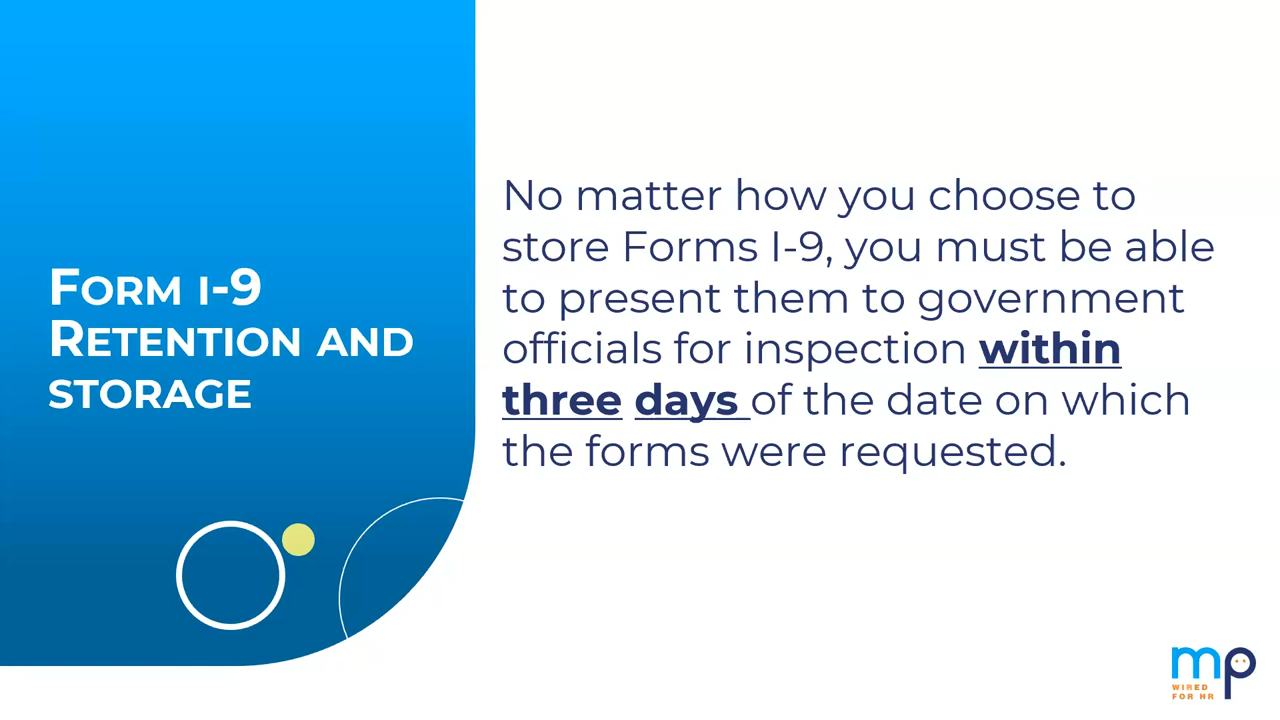 FORM I-9
RETENTION AND
STORAGE
No matter how you choose to
store Forms I-9, you must be able
to present them to government
officials for inspection within
three days of the date on which
the forms were requested.
mp
WIRED
FOR HR